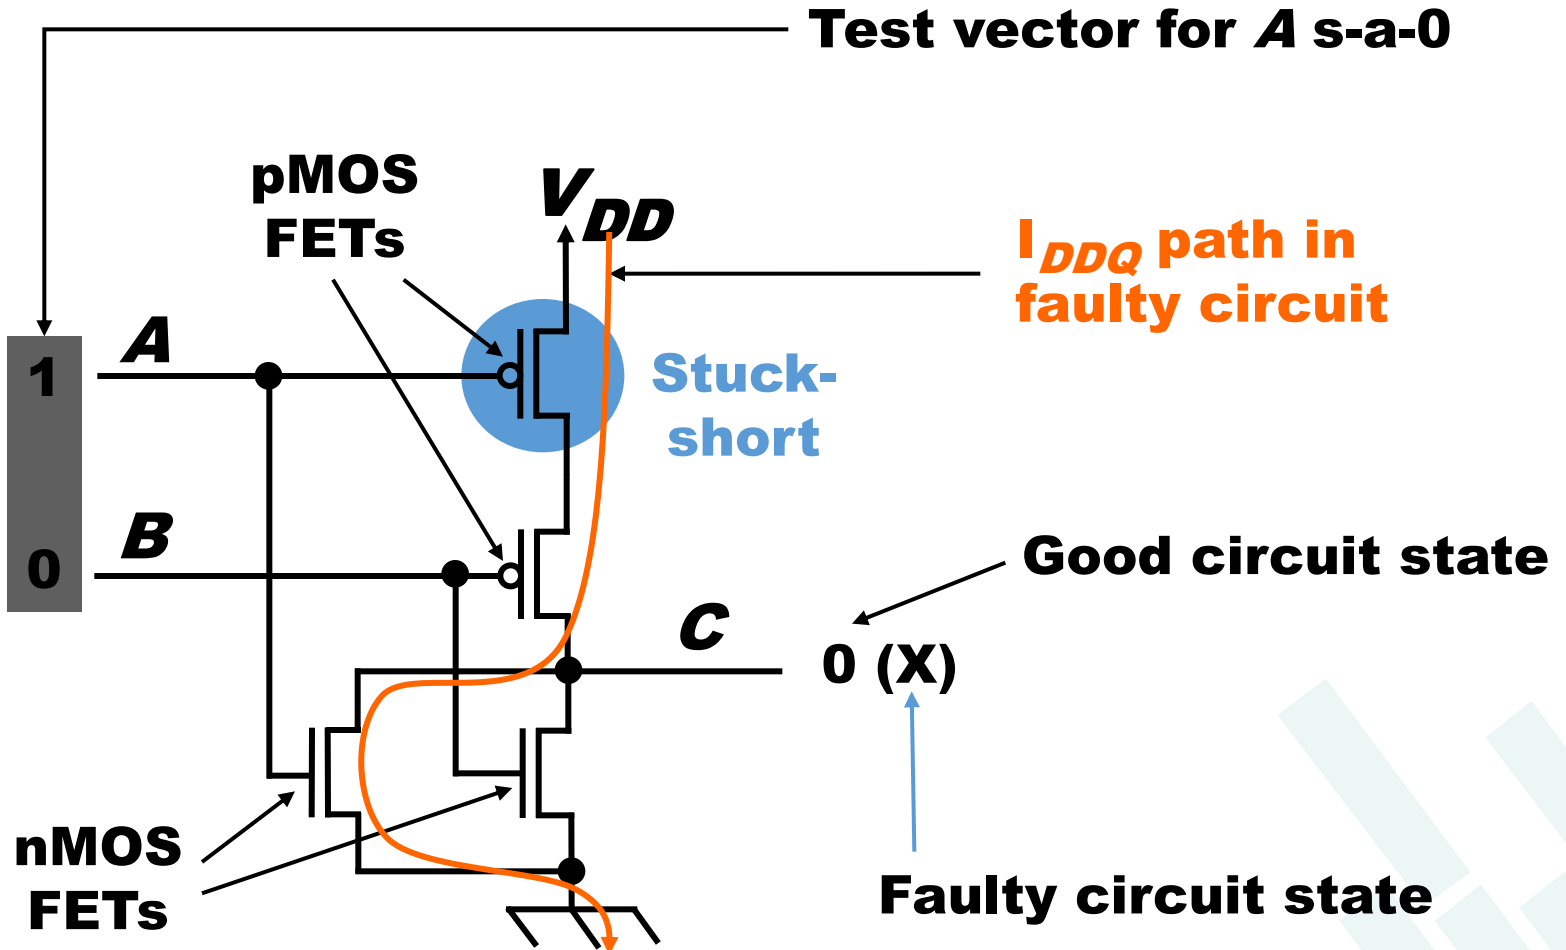 Test vector for A s-a-0
pMOS
FETs
VDD
IDDQ path in
faulty circuit
A
1
Stuck-
short
B
0
Good circuit state
C
0 (X)
nMOS
FETs
Faulty circuit state